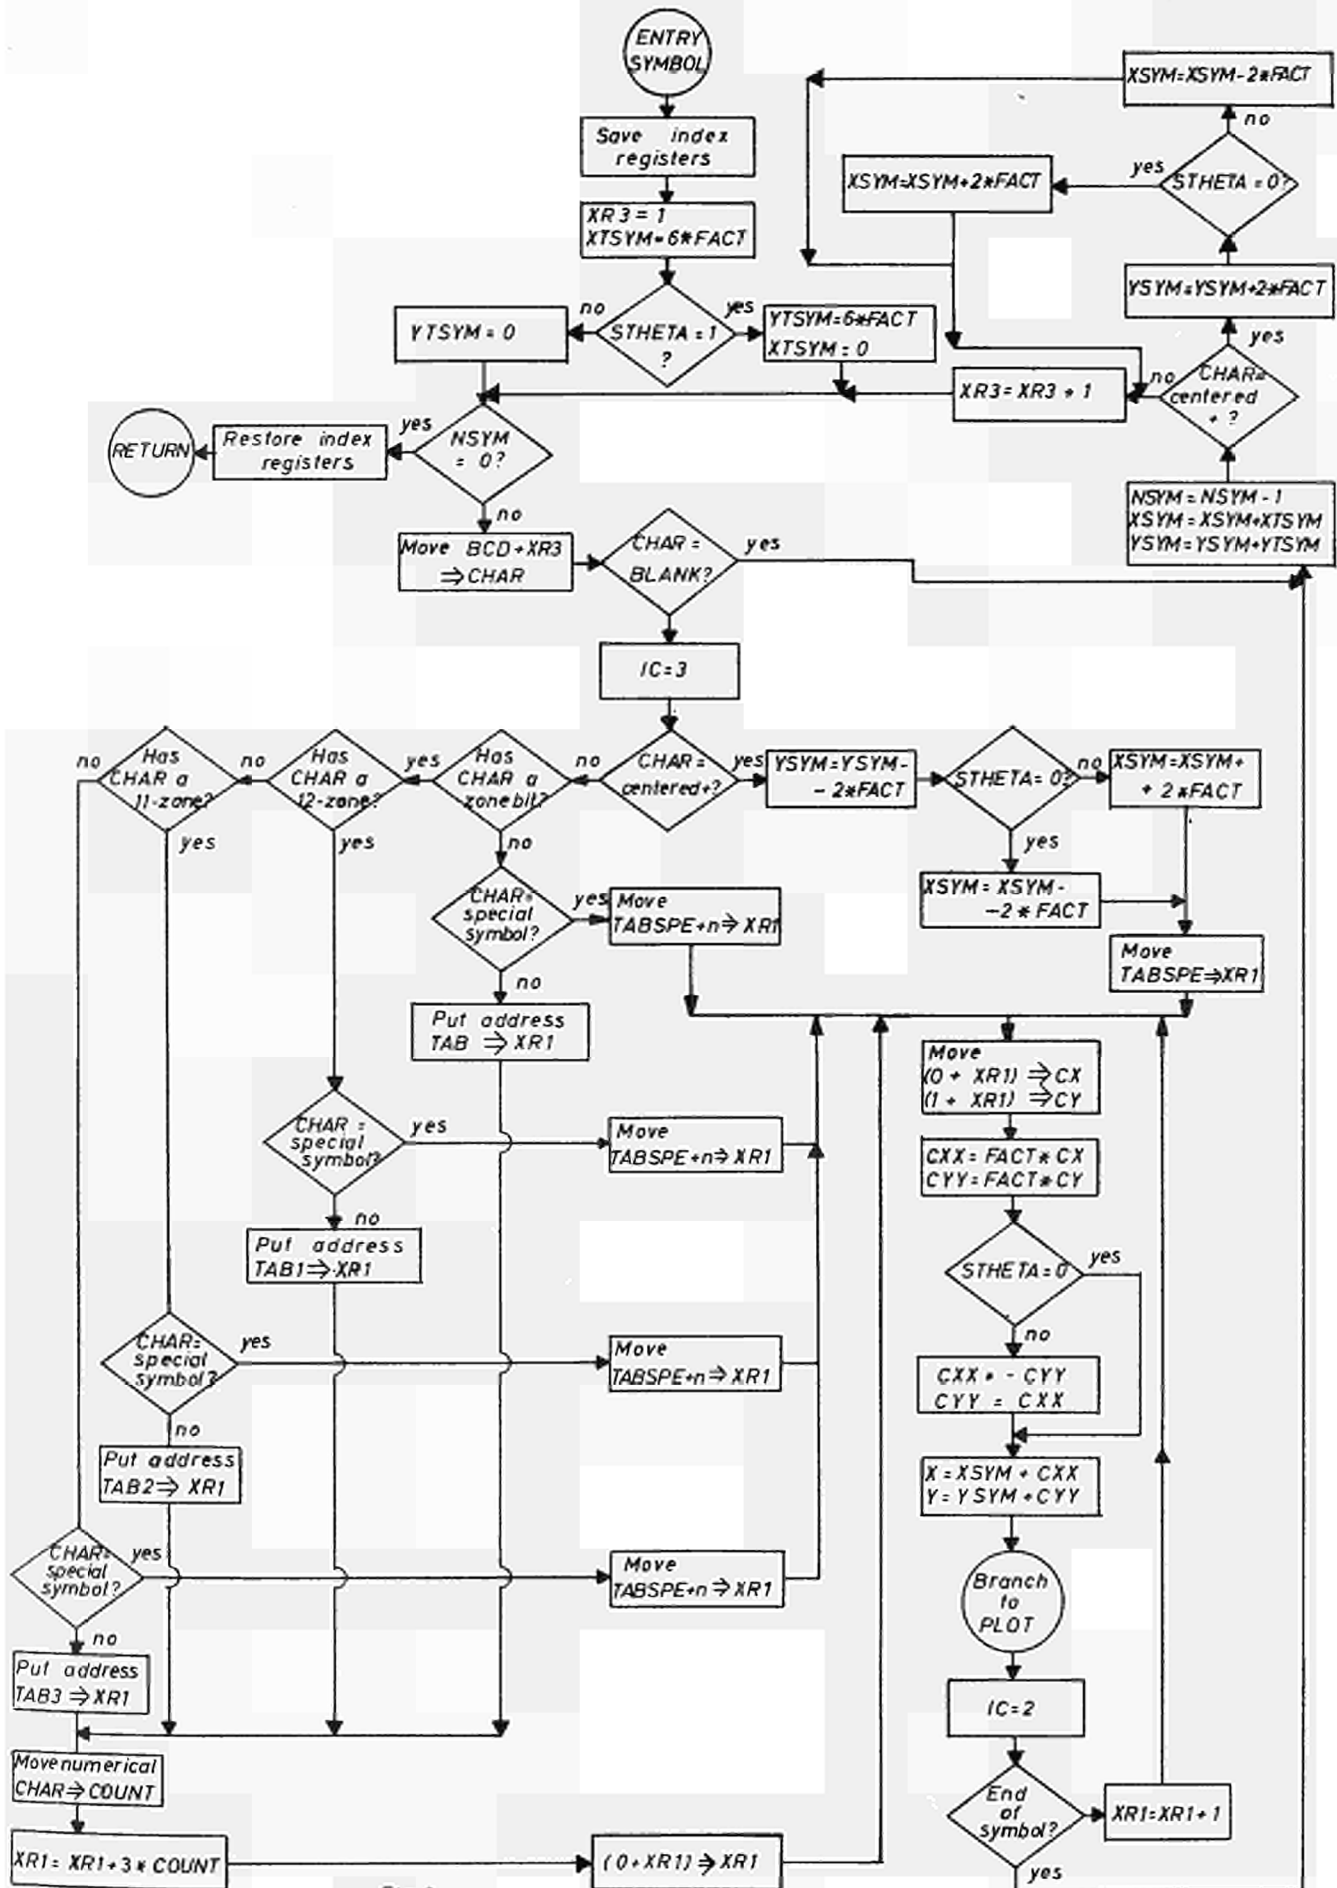 ENTRY
SYMBOL
Save index
registers
XR3 = 1
XTSYM=6*FACT
STHETA=1
?
no
yes
YTSYM=0
YTSYM=6*FACT
XTSYM=0
XSYM=XSYM-2*FACT
no
STHETA=0?
yes
XSYM=XSYM+2*FACT
YSYM=YSYM+2*FACT
yes
CHAR=
centered
+?
no
XR3=XR3+1
NSYM
= 0?
yes
Restore index
registers
RETURN
no
Move BCD+XR3
⇒CHAR
CHAR=
BLANK?
yes
NSYM=NSYM-1
XSYM=XSYM+XTSYM
YSYM=YSYM+YTSYM
IC=3
CHAR=
centered+?
no
yes
Has
CHAR a
zonebit?
yes
Has
CHAR a
12-zone?
no
Has
CHAR a
11-zone?
no
YSYM=YSYM-
-2*FACT
STHETA=0?
no
XSYM=XSYM+
+2*FACT
yes
XSYM=XSYM-
-2*FACT
Move
TABSPE⇒XR1
no
CHAR=
special
symbol?
yes
Move
TABSPE+n⇒XR1
no
Put address
TAB ⇒XR1
yes
CHAR=
special
symbol?
yes
Move
TABSPE+n⇒XR1
no
Put address
TAB1⇒XR1
yes
CHAR=
special
symbol?
yes
Move
TABSPE+n⇒XR1
no
Put address
TAB2⇒XR1
CHAR=
special
symbol?
yes
Move
TABSPE+n⇒XR1
no
Put address
TAB3⇒XR1
Move numerical
CHAR⇒COUNT
XR1=XR1+3*COUNT
(0+XR1)⇒XR1
Move
(0+XR1)⇒CX
(1+XR1)⇒CY
CXX=FACT*CX
CYY=FACT*CY
STHETA=0
yes
no
CXX=-CYY
CYY=CXX
X=XSYM+CXX
Y=YSYM+CYY
Branch
to
PLOT
IC=2
End
of
symbol?
XR1=XR1+1
yes